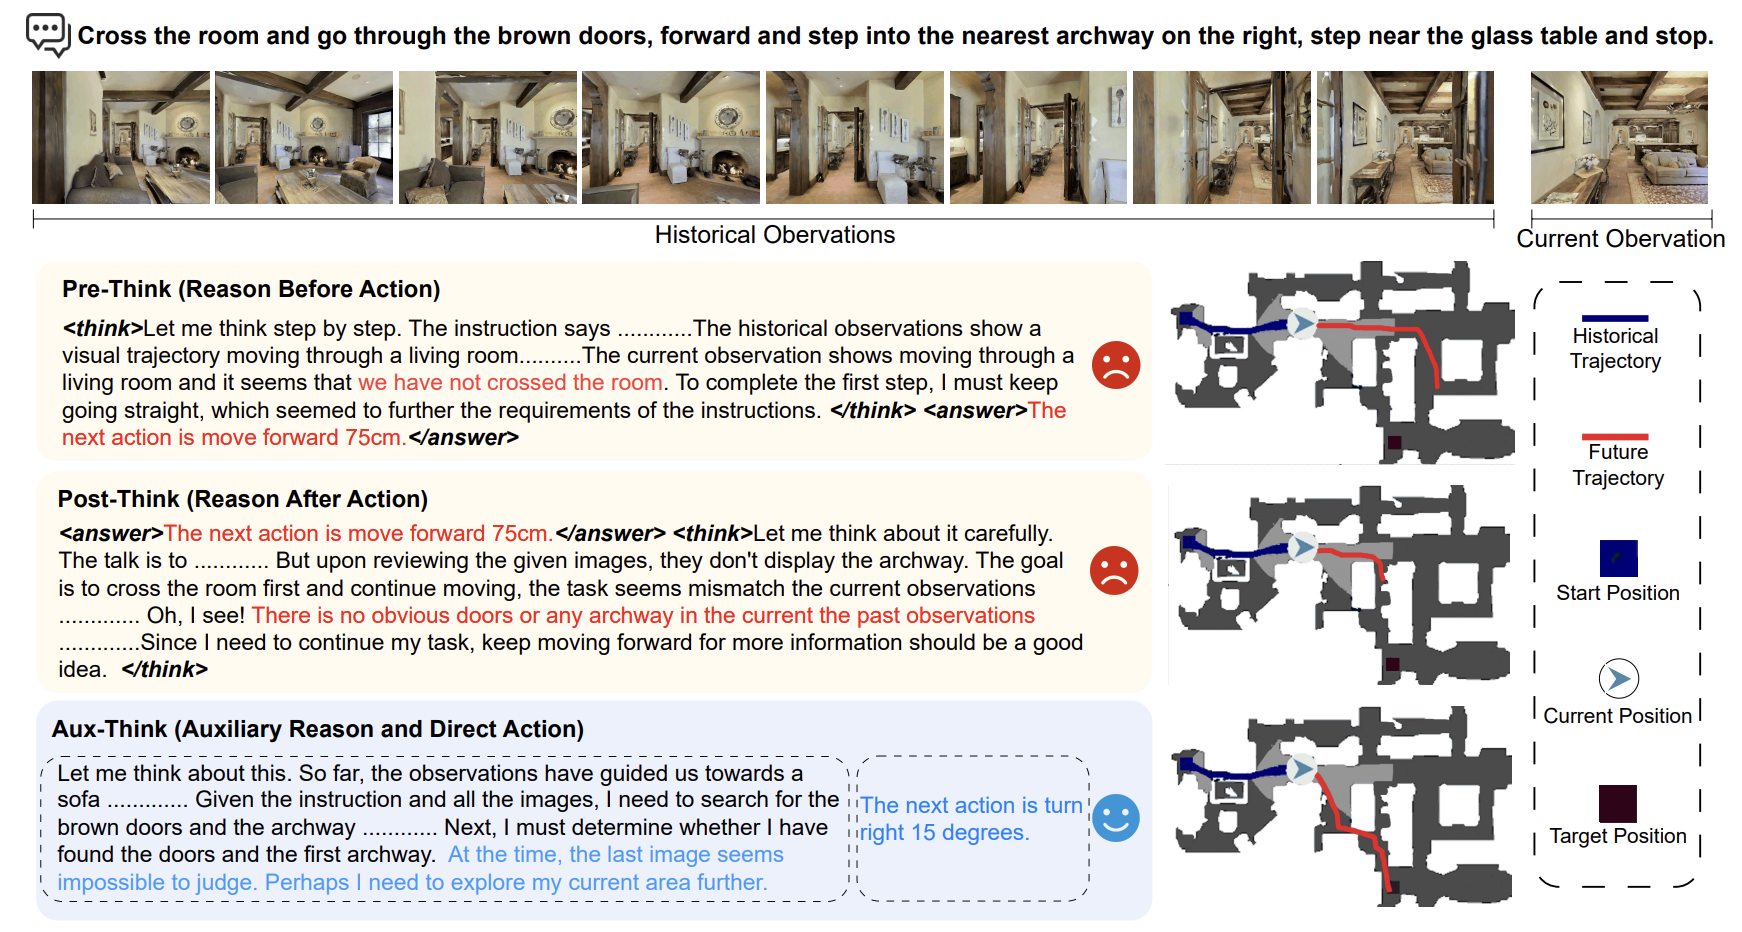 Cross the room and go through the brown doors, forward and step into the nearest archway on the right, step near the glass table and stop.
Historical Obervations
Current Obervation
Pre-Think (Reason Before Action)
<think>Let me think step by step. The instruction says ............The historical observations show a
visual trajectory moving through a living room..........The current observation shows moving through a
living room and it seems that we have not crossed the room. To complete the first step, I must keep
going straight, which seemed to further the requirements of the instructions. </think> <answer>The
next action is move forward 75cm.</answer>
Post-Think (Reason After Action)
<answer>The next action is move forward 75cm.</answer> <think>Let me think about it carefully.
The talk is to ............ But upon reviewing the given images, they don't display the archway. The goal
is to cross the room first and continue moving, the task seems mismatch the current observations
............. Oh, I see! There is no obvious doors or any archway in the current the past observations
.............Since I need to continue my task, keep moving forward for more information should be a good
idea. </think>
Aux-Think (Auxiliary Reason and Direct Action)
Let me think about this. So far, the observations have guided us towards a
sofa ............. Given the instruction and all the images, I need to search for the
brown doors and the archway ............ Next, I must determine whether I have
found the doors and the first archway. At the time, the last image seems
impossible to judge. Perhaps I need to explore my current area further.
The next action is turn
right 15 degrees.
Historical
Trajectory
Future
Trajectory
Start Position
Current Position
Target Position